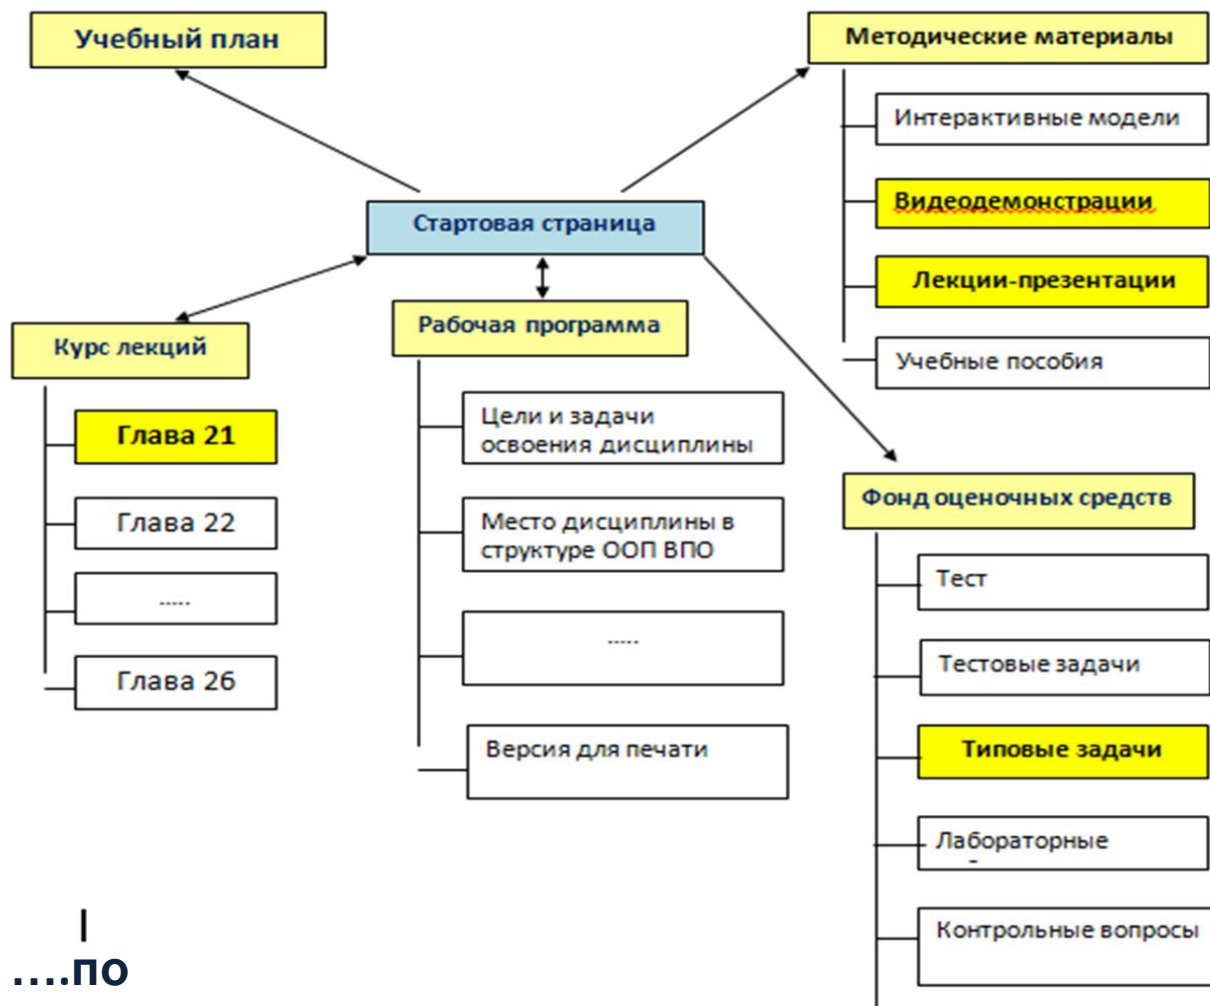 Учебный план
Методические материалы
Интерактивные модели
Видеодемонстрации
Лекции-презентации
Учебные пособия
Стартовая страница
Курс лекций
Глава 21
Глава 22
.....
Глава 26
Рабочая программа
Цели и задачи
освоения дисциплины
Место дисциплины в
структуре ООП ВПО
.....
Версия для печати
Фонд оценочных средств
Тест
Тестовые задачи
Типовые задачи
Лабораторные
Контрольные вопросы
....по